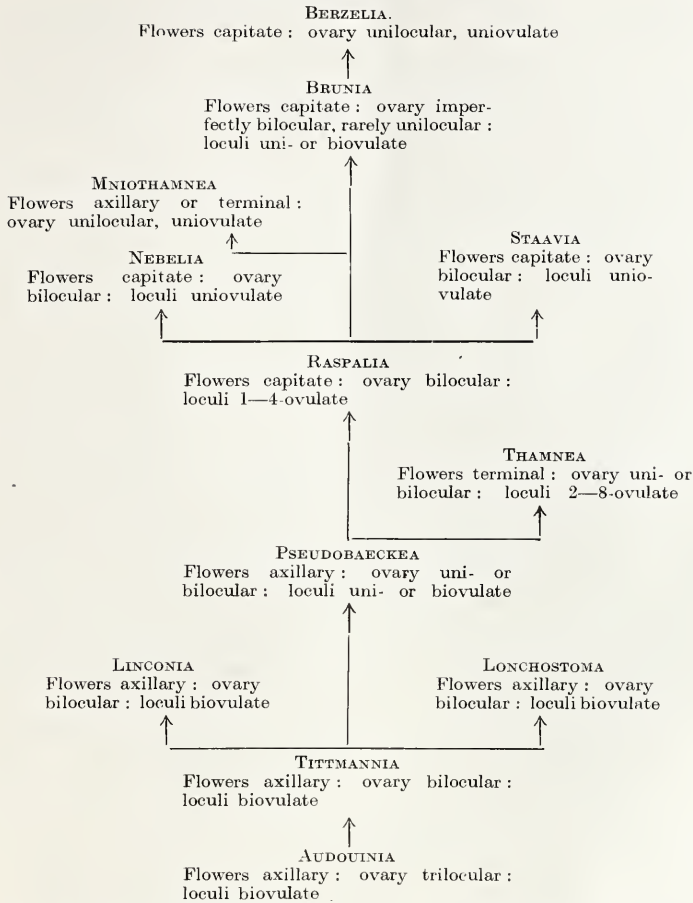 BERZELIA.
Flowers capitate : ovary unilocular, uniovulate
BRUNIA
Flowers capitate : ovary imper-
fectly bilocular, rarely unilocular :
loculi uni- or biovulate
MNIOTHAMNEA
Flowers axillary or terminal :
ovary unilocular, uniovulate
NEBELIA
Flowers capitate : ovary
bilocular : loculi uniovulate
STAAVIA
Flowers capitate : ovary
bilocular : loculi unio-
vulate
RASPALIA
Flowers capitate : ovary bilocular :
loculi 1—4-ovulate
THAMNEA
Flowers terminal : ovary uni- or
bilocular : loculi 2—8-ovulate
PSEUDOBAECKEA
Flowers axillary : ovary uni- or
bilocular : loculi uni- or biovulate
LINCONIA
Flowers axillary : ovary
bilocular : loculi biovulate
LONCHOSTOMA
Flowers axillary : ovary
bilocular : loculi biovulate
TITTMANNIA
Flowers axillary : ovary bilocular :
loculi biovulate
AUDOUINIA
Flowers axillary : ovary trilocular :
loculi biovulate